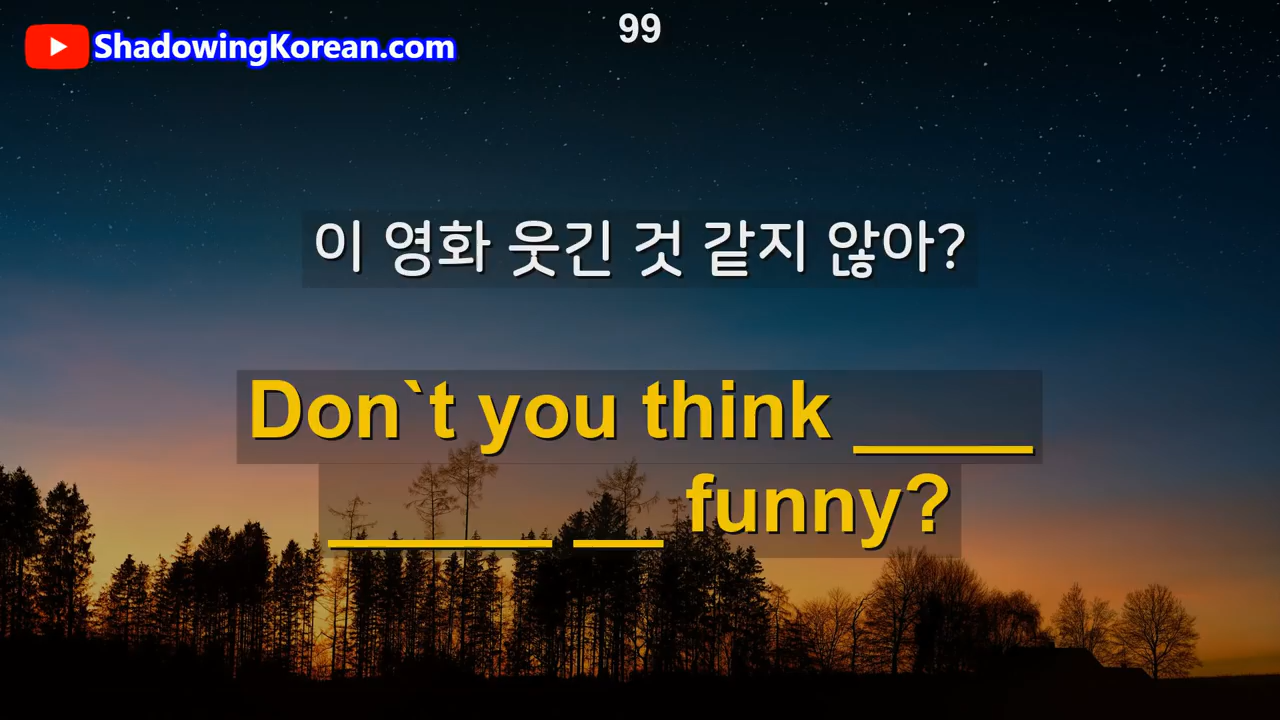 99
ShadowingKorean.com
이 영화 웃긴 것 같지 않아?
Don`t you think ____
_____ __ funny?